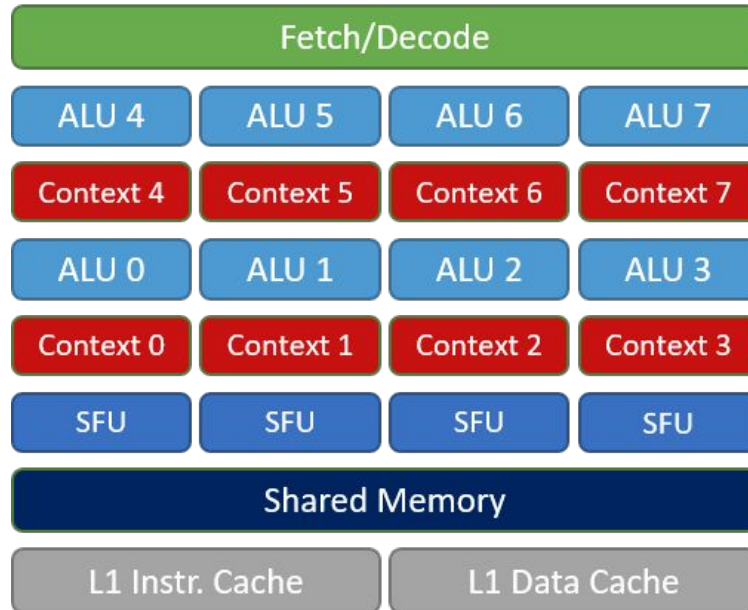 Fetch/Decode
ALU 4 ALU 5 ALU 6 ALU 7
Context 4 Context 5 Context 6 Context 7
ALU 0 ALU 1 ALU 2 ALU 3
Context 0 Context 1 Context 2 Context 3
SFU SFU SFU SFU
Shared Memory
L1 Instr. Cache L1 Data Cache